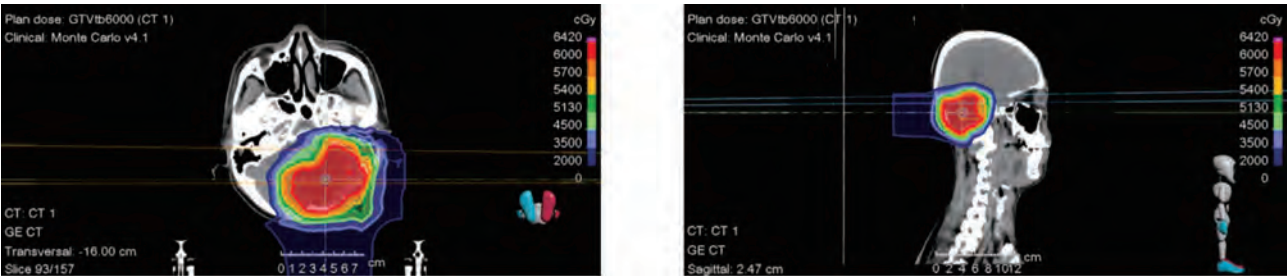 Plan dose: GTVtb6000 (CT 1)
Clinical: Monte Carlo v4.1
cGy
6420
6000
5700
5400
5130
4500
3500
2000
0
CT: CT 1
GE CT
Transversal: -16.00 cm
Slice 93/157
0 1 2 3 4 5 6 7
cm
Plan dose: GTVtb6000 (CT 1)
Clinical: Monte Carlo v4.1
cGy
6420
6000
5700
5400
5130
4500
3500
2000
0
CT: CT 1
GE CT
Sagittal: 2.47 cm
0 2 4 6 8 1012
cm